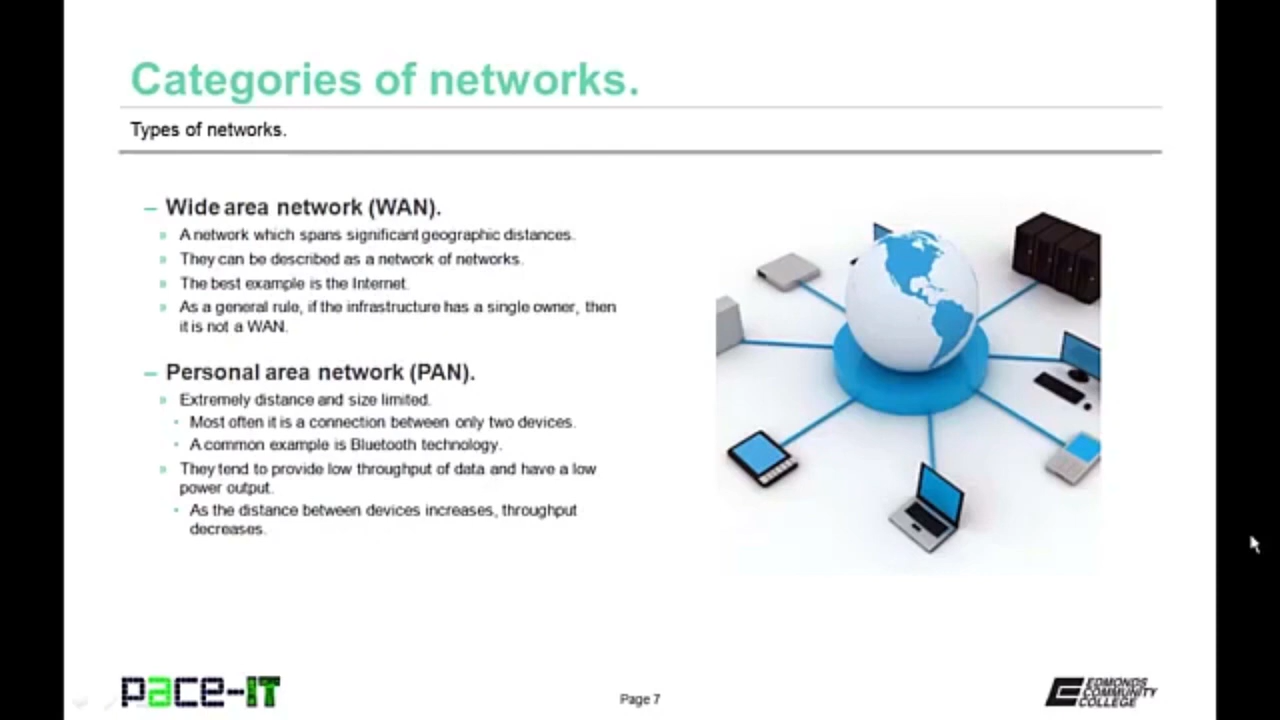 Categories of networks.
Types of networks.
– Wide area network (WAN).
» A network which spans significant geographic distances.
» They can be described as a network of networks.
» The best example is the Internet.
» As a general rule, if the infrastructure has a single owner, then
it is not a WAN.
– Personal area network (PAN).
» Extremely distance and size limited.
• Most often it is a connection between only two devices.
• A common example is Bluetooth technology.
» They tend to provide low throughput of data and have a low
power output.
• As the distance between devices increases, throughput
decreases.
pace-IT
Page 7
EDMONDS
COMMUNITY
COLLEGE